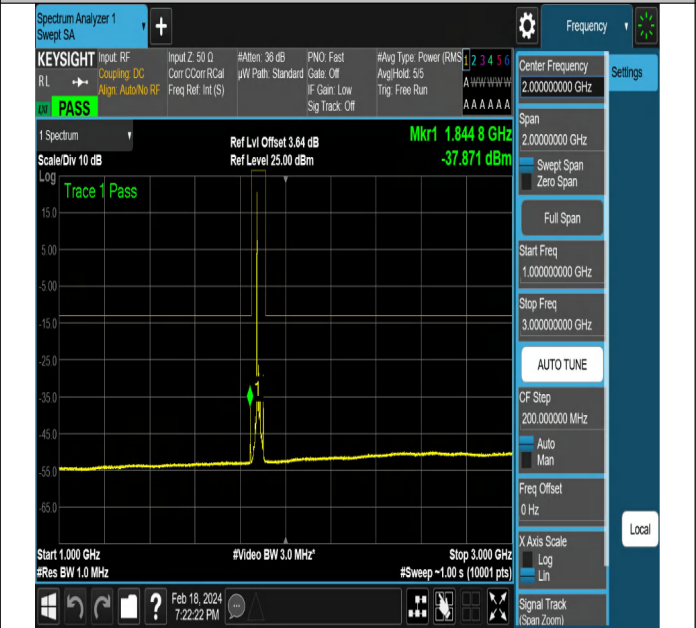 Spectrum Analyzer 1
Swept SA
Frequency
KEYSIGHT
RL
PASS
Input: RF
Coupling: DC
Align: Auto/No RF
Input Z: 50 Ω
Corr CCorr RCal
Freq Ref: Int (S)
#Atten: 36 dB
µW Path: Standard
PNO: Fast
Gate: Off
IF Gain: Low
Sig Track: Off
#Avg Type: Power (RMS
Avg|Hold: 5/5
Trig: Free Run
1 2 3 4 5 6
A W W W W W
A A A A A A
1 Spectrum
Scale/Div 10 dB
Ref Lvl Offset 3.64 dB
Ref Level 25.00 dBm
Mkr1 1.844 8 GHz
-37.871 dBm
Log
Trace 1 Pass
15.0
5.00
-5.00
-15.0
-25.0
-35.0
-45.0
-55.0
-65.0
1
Start 1.000 GHz
#Res BW 1.0 MHz
#Video BW 3.0 MHz*
Stop 3.000 GHz
#Sweep ~1.00 s (10001 pts)
Center Frequency
2.000000000 GHz
Span
2.00000000 GHz
Swept Span
Zero Span
Full Span
Start Freq
1.000000000 GHz
Stop Freq
3.000000000 GHz
AUTO TUNE
CF Step
200.000000 MHz
Auto
Man
Freq Offset
0 Hz
X Axis Scale
Log
Lin
Signal Track
(Span Zoom)
Settings
Local
?
Feb 18, 2024
7:22:22 PM